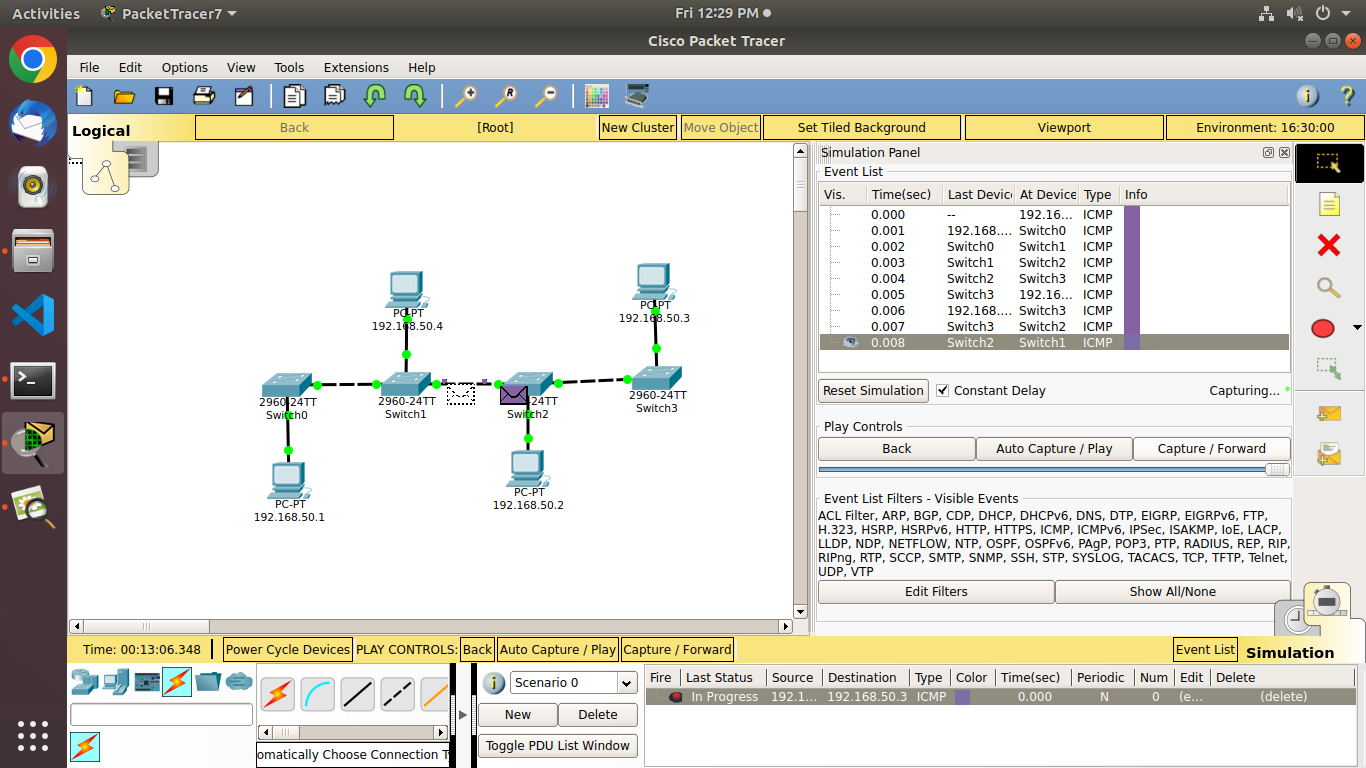 Activities PacketTracer7 Fri 12:29 PM
Cisco Packet Tracer
File Edit Options View Tools Extensions Help
Logical Back [Root] New Cluster Move Object Set Tiled Background Viewport Environment: 16:30:00
Simulation Panel
Event List
Vis. Time(sec) Last Device At Device Type Info
0.000 -- 192.16... ICMP
0.001 192.168.... Switch0 ICMP
0.002 Switch0 Switch1 ICMP
0.003 Switch1 Switch2 ICMP
0.004 Switch2 Switch3 ICMP
0.005 Switch3 192.16... ICMP
0.006 192.168.... Switch3 ICMP
0.007 Switch3 Switch2 ICMP
0.008 Switch2 Switch1 ICMP
Reset Simulation Constant Delay Capturing... *
Play Controls
Back Auto Capture / Play Capture / Forward
Event List Filters - Visible Events
ACL Filter, ARP, BGP, CDP, DHCP, DHCPv6, DNS, DTP, EIGRP, EIGRPv6, FTP,
H.323, HSRP, HSRPv6, HTTP, HTTPS, ICMP, ICMPv6, IPSec, ISAKMP, IoE, LACP,
LLDP, NDP, NETFLOW, NTP, OSPF, OSPFv6, PAgP, POP3, PTP, RADIUS, REP, RIP,
RIPng, RTP, SCCP, SMTP, SNMP, SSH, STP, SYSLOG, TACACS, TCP, TFTP, Telnet,
UDP, VTP
Edit Filters Show All/None
PC-PT
192.168.50.4
PC-PT
192.168.50.3
2960-24TT
Switch0
2960-24TT
Switch1
-24TT
Switch2
2960-24TT
Switch3
PC-PT
192.168.50.1
PC-PT
192.168.50.2
Time: 00:13:06.348 Power Cycle Devices PLAY CONTROLS: Back Auto Capture / Play Capture / Forward Event List Simulation
Scenario 0
New Delete
Toggle PDU List Window
omatically Choose Connection T
Fire Last Status Source Destination Type Color Time(sec) Periodic Num Edit Delete
In Progress 192.1... 192.168.50.3 ICMP 0.000 N 0 (e... (delete)